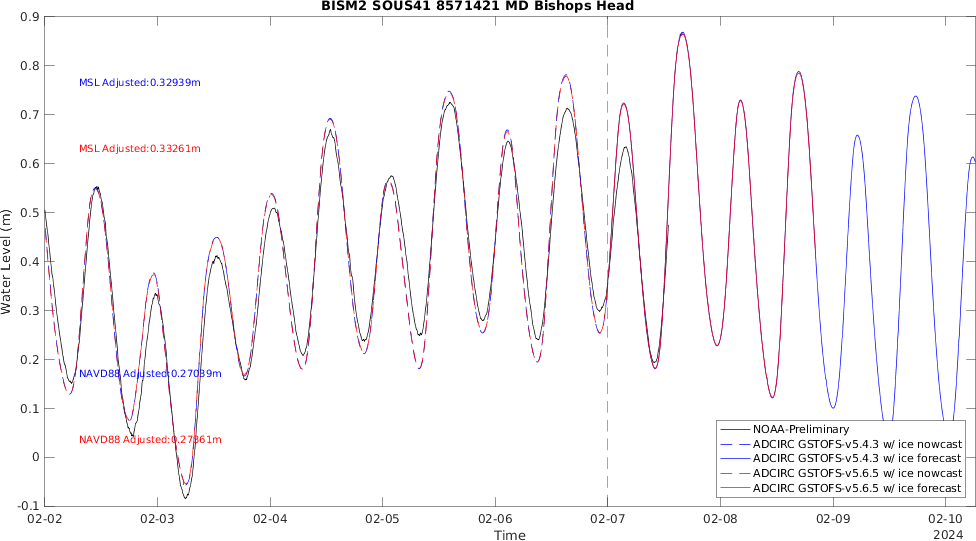 BISM2 SOUS41 8571421 MD Bishops Head
Water Level (m)
0.9
0.8
0.7
0.6
0.5
0.4
0.3
0.2
0.1
0
-0.1
MSL Adjusted:0.32939m
MSL Adjusted:0.33261m
NAVD88 Adjusted:0.27039m
NAVD88 Adjusted:0.27361m
NOAA-Preliminary
ADCIRC GSTOFS-v5.4.3 w/ ice nowcast
ADCIRC GSTOFS-v5.4.3 w/ ice forecast
ADCIRC GSTOFS-v5.6.5 w/ ice nowcast
ADCIRC GSTOFS-v5.6.5 w/ ice forecast
02-02 02-03 02-04 02-05 02-06 02-07 02-08 02-09 02-10
Time
2024